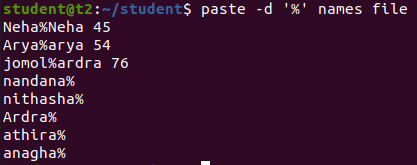 student@t2:~/student$ paste -d '%' names file
Neha%Neha 45
Arya%arya 54
jomol%ardra 76
nandana%
nithasha%
Ardra%
athira%
anagha%